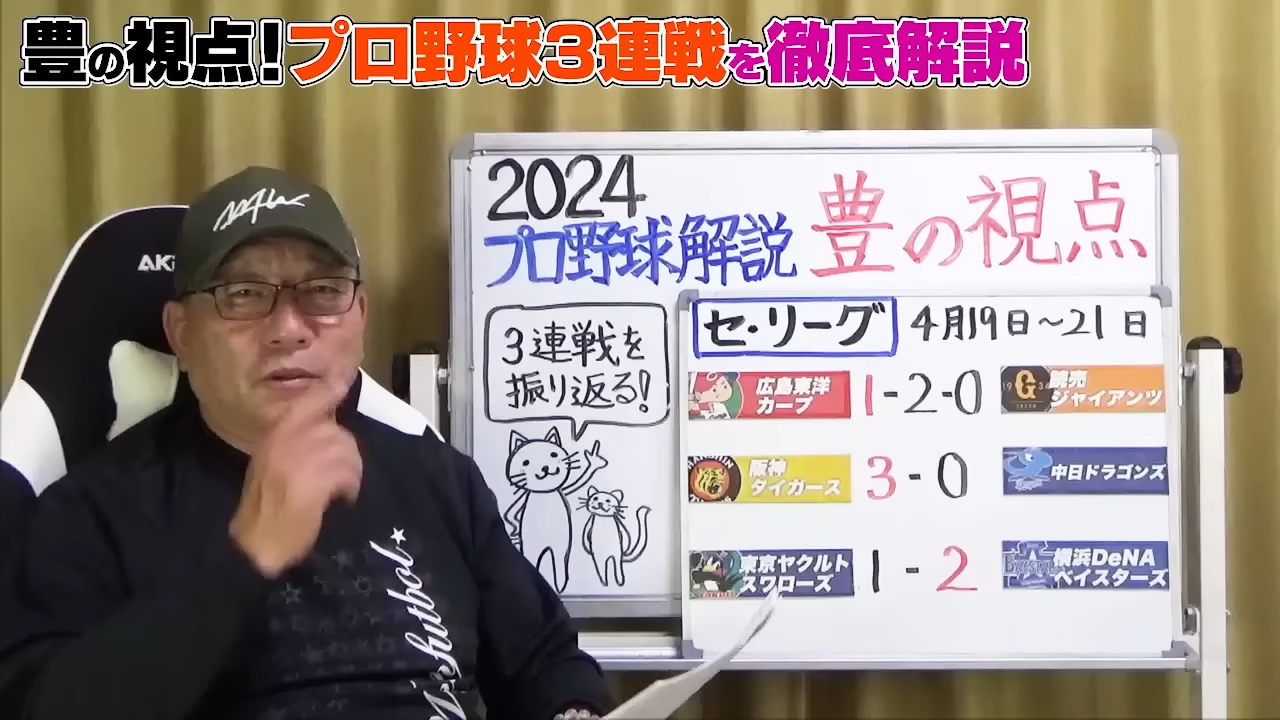 豊の視点!プロ野球3連戦を徹底解説
2024
プロ野球解説
豊の視点
3連戦を
振り返る!
セ・リーグ 4月19日~21日
広島東洋
カープ
1-2-0
読売
ジャイアンツ
阪神
タイガース
3-0
中日ドラゴンズ
東京ヤクルト
スワローズ
1-2
横浜DeNA
ベイスターズ